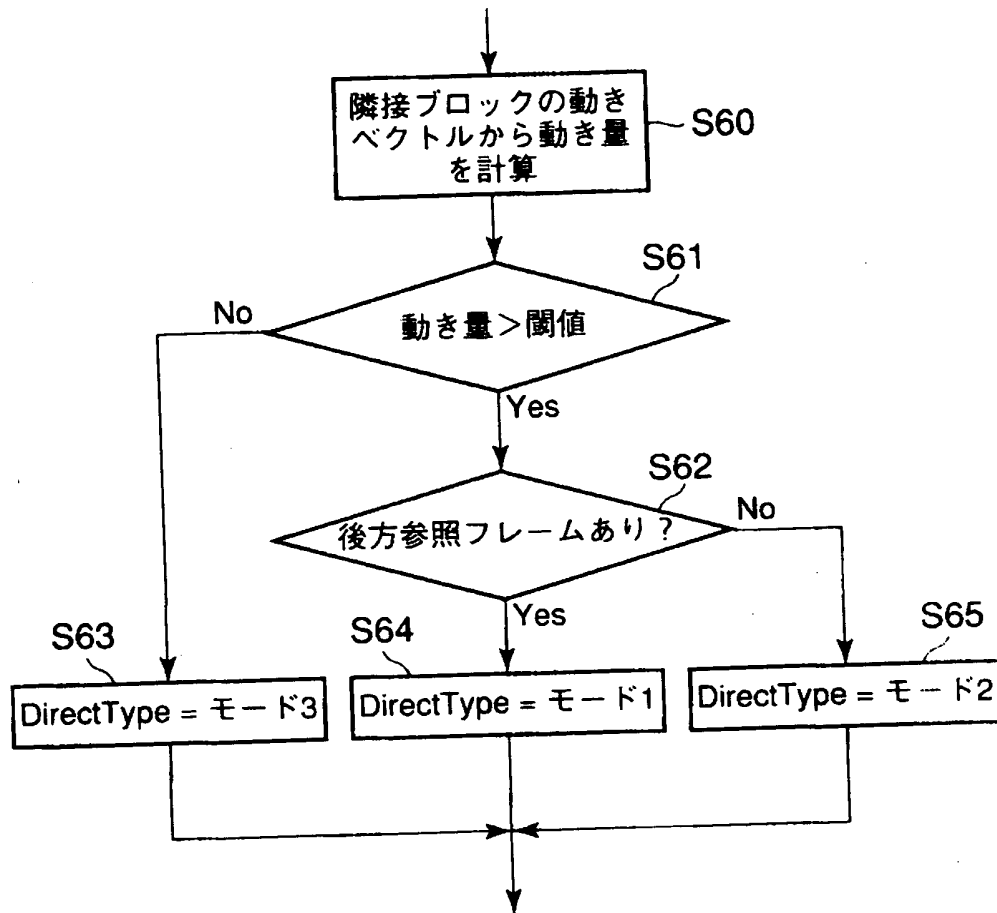 隣接ブロックの動き
ベクトルから動き量
を計算
S60
S61
No
動き量＞閾値
Yes
S62
No
後方参照フレームあり？
Yes
S63
S64
S65
DirectType = モード3
DirectType = モード1
DirectType = モード2